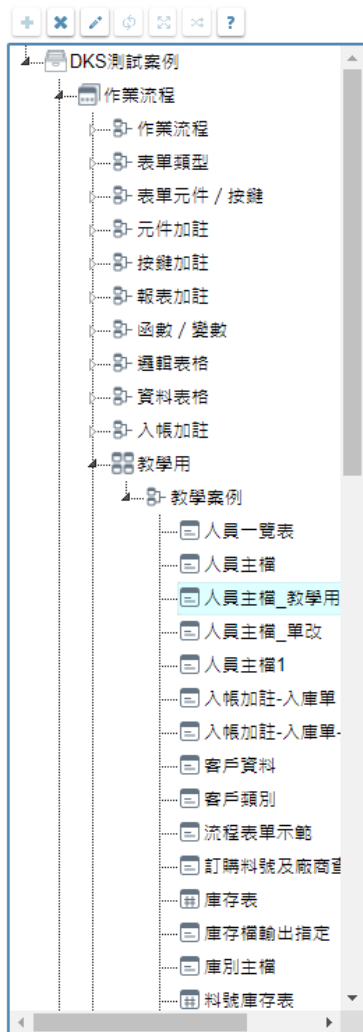 ?
DKS測試案例
作業流程
作業流程
表單類型
表單元件 / 按鍵
元件加註
按鍵加註
報表加註
函數 / 變數
邏輯表格
資料表格
入帳加註
教學用
教學案例
人員一覽表
人員主檔
人員主檔_教學用
人員主檔_單改
人員主檔1
入帳加註-入庫單
入帳加註-入庫單-
客戶資料
客戶類別
流程表單示範
訂購料號及廠商查
庫存表
庫存檔輸出指定
庫別主檔
料號庫存表